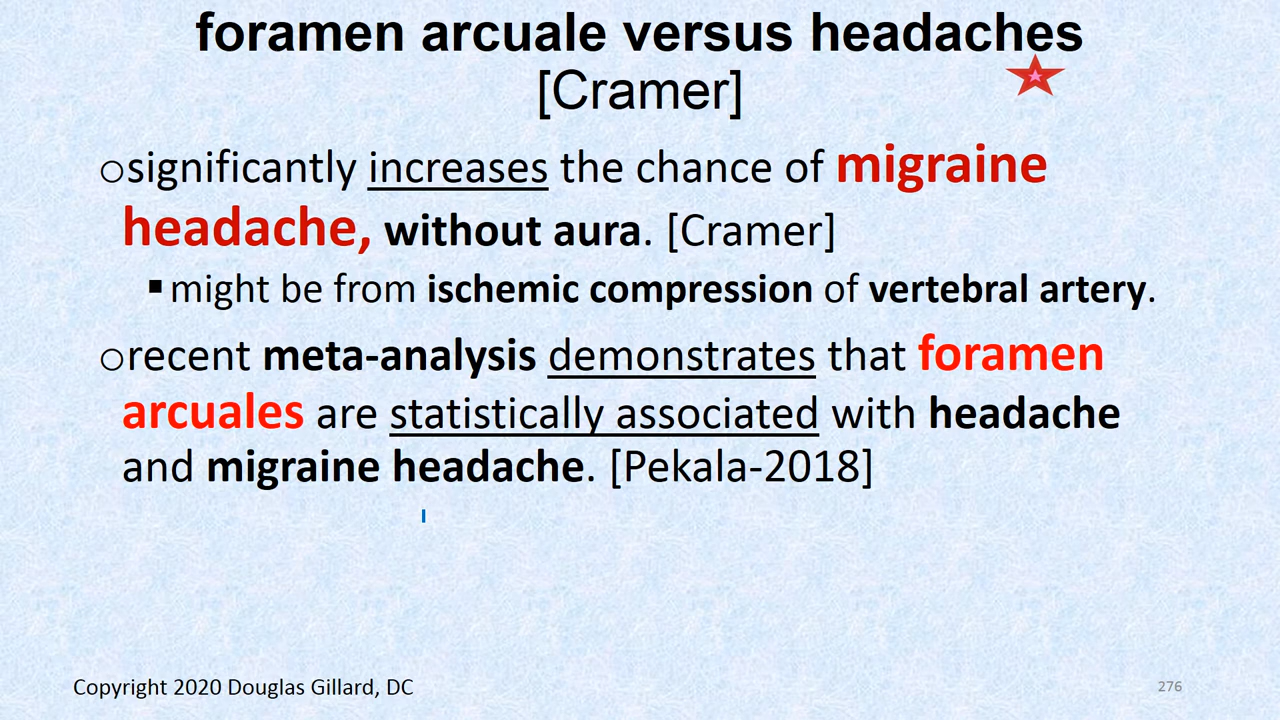 foramen arcuale versus headaches
[Cramer]
○significantly increases the chance of migraine
headache, without aura. [Cramer]
▪might be from ischemic compression of vertebral artery.
○recent meta-analysis demonstrates that foramen
arcuales are statistically associated with headache
and migraine headache. [Pekala-2018]
Copyright 2020 Douglas Gillard, DC
276